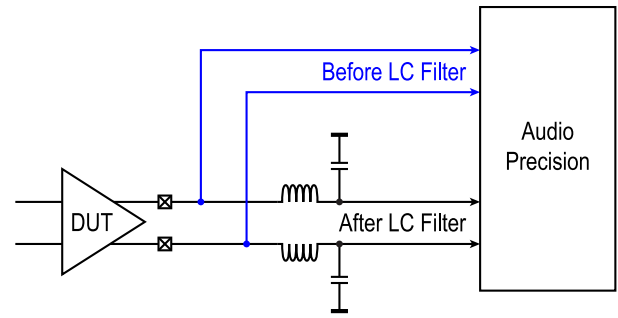 Before LC Filter
Audio
Precision
DUT
After LC Filter